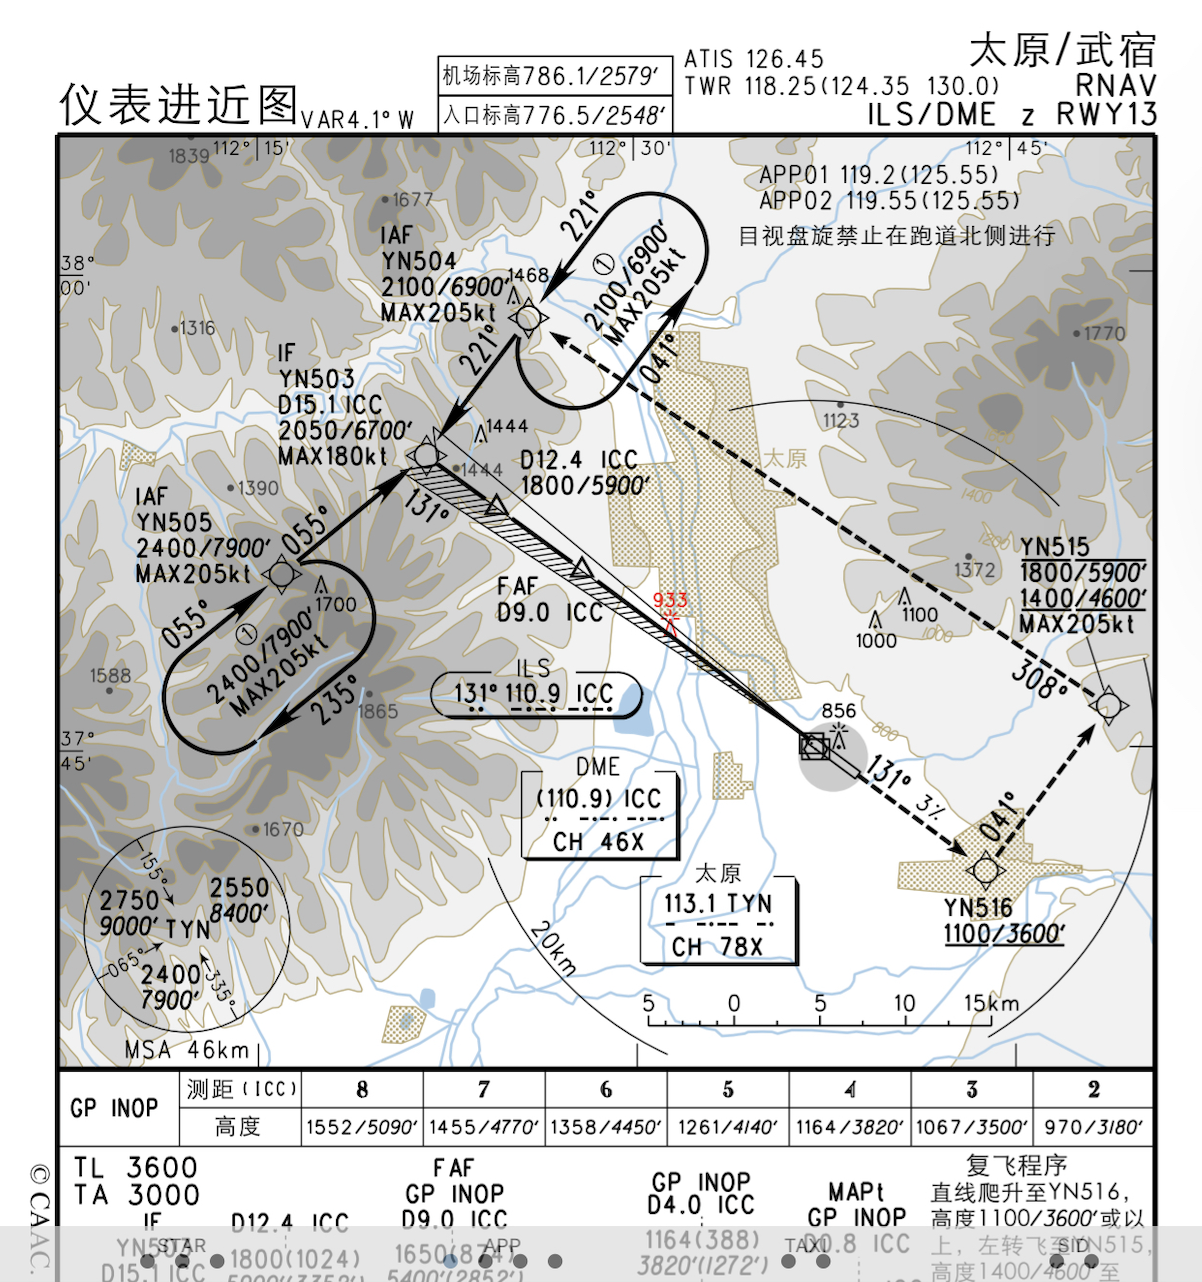 仪表进近图
VAR4.1° W
机场标高786.1/2579′
入口标高776.5/2548′
ATIS 126.45
TWR 118.25(124.35 130.0)
太原/武宿
RNAV
ILS/DME z RWY13
1839
112° 15′
112° 30′
112° 45′
APP01 119.2(125.55)
APP02 119.55(125.55)
目视盘旋禁止在跑道北侧进行
1677
221°
IAF
YN504
2100/6900′
MAX205kt
1468
①
2100/6900′
MAX205kt
38°
00′
1316
1770
221°
041°
IF
YN503
D15.1 ICC
2050/6700′
MAX180kt
1444
1444
1123
太原
D12.4 ICC
1800/5900′
1390
131°
1400
IAF
YN505
2400/7900′
MAX205kt
055°
1200
1372
YN515
1800/5900′
1400/4600′
MAX205kt
FAF
D9.0 ICC
933
1700
1100
1000
1000
055°
①
2400/7900′
MAX205kt
235°
1588
1865
ILS
131° 110.9 ICC
308°
856
800
37°
45′
DME
(110.9) ICC
CH 46X
131° 3%
041°
1670
155°
2750
9000′
2550
8400′
TYN
065°
2400
7900′
335°
MSA 46km
太原
113.1 TYN
CH 78X
YN516
1100/3600′
20km
5 0 5 10 15km
GP INOP
测距(ICC) 8 7 6 5 4 3 2
高度 1552/5090′ 1455/4770′ 1358/4450′ 1261/4140′ 1164/3820′ 1067/3500′ 970/3180′
TL 3600
TA 3000
FAF
GP INOP
D9.0 ICC
GP INOP
D4.0 ICC
MAPt
GP INOP
D0.8 ICC
复飞程序
直线爬升至YN516,
高度1100/3600′或以
上,左转飞至YN515,
高度1400/4600′至
IF
YN503
D15.1 ICC
D12.4 ICC
1800(1024)
5900′(3352′)
1650(874)
5400′(2852′)
1164(388)
3820′(1272′)
STAR
APP
TAXI
SID
© CAAC.